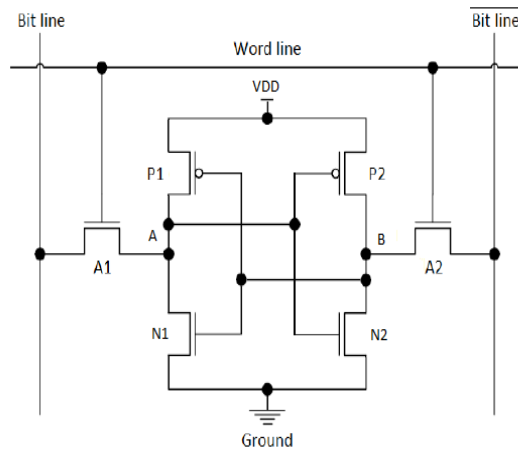 Bit line
Bit line
Word line
VDD
P1
P2
A
B
A1
A2
N1
N2
Ground